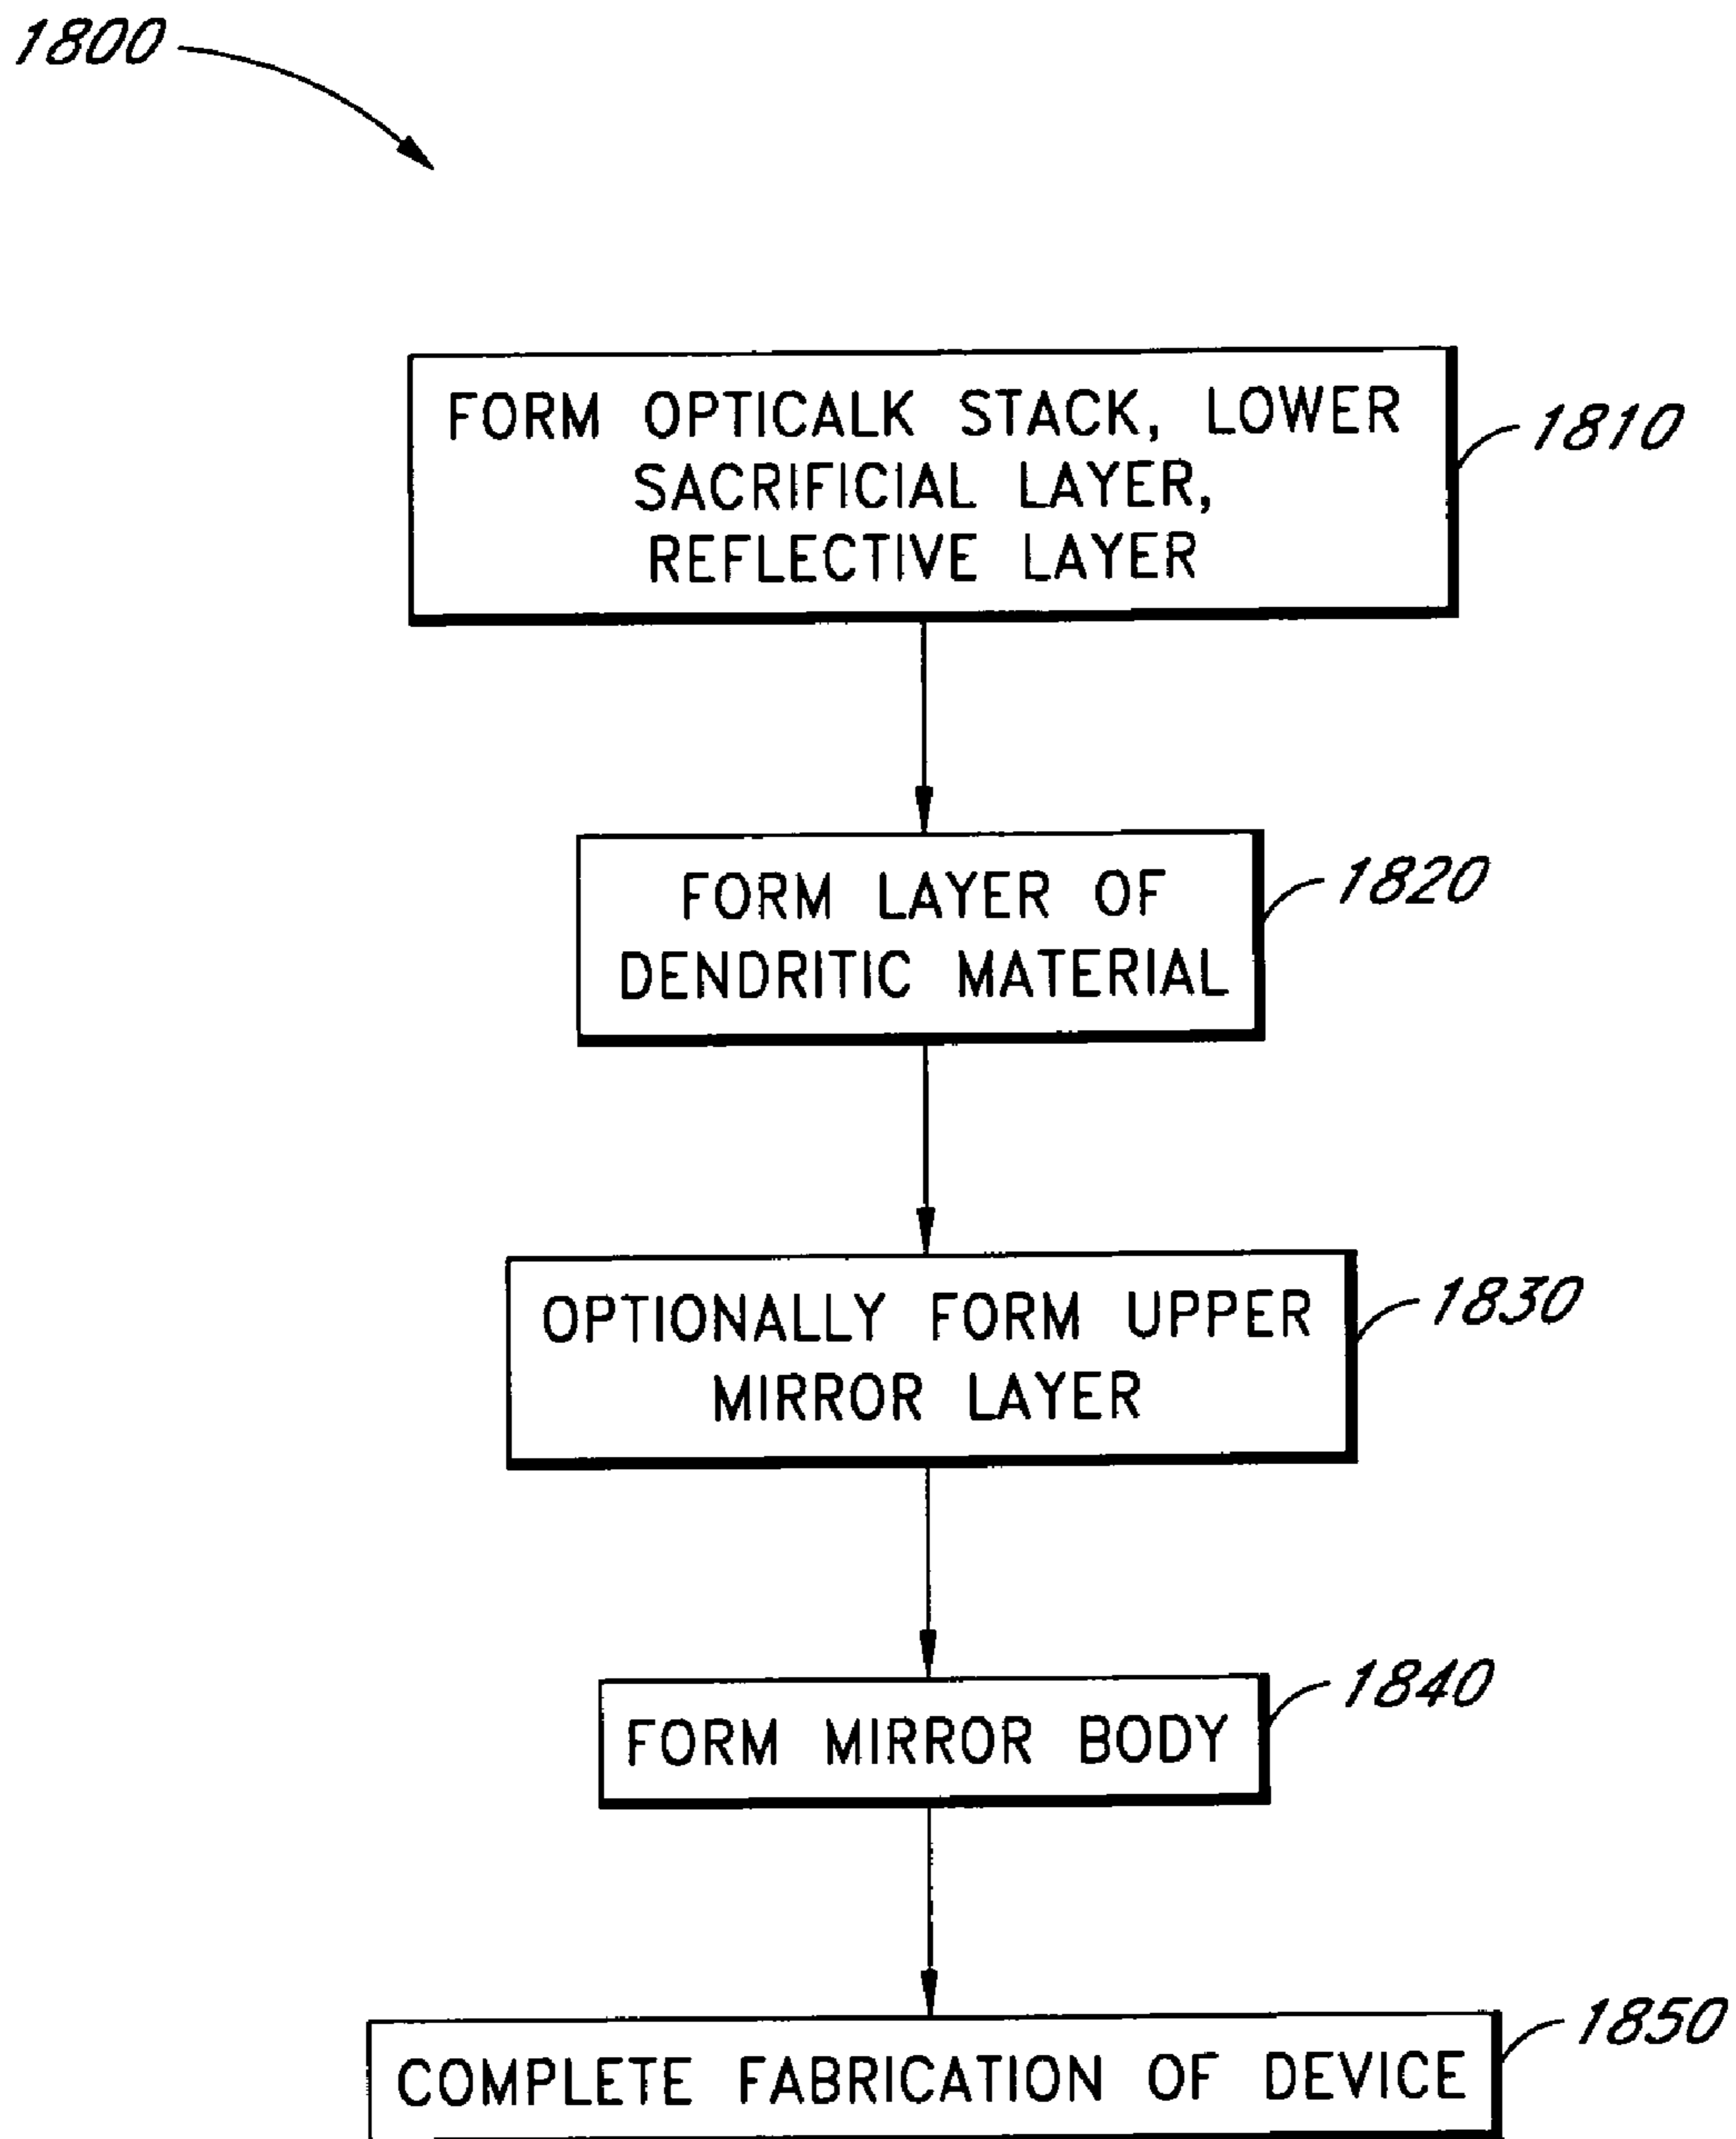 1800
FORM OPTICALK STACK, LOWER
SACRIFICIAL LAYER,
REFLECTIVE LAYER
1810
FORM LAYER OF
DENDRITIC MATERIAL
1820
OPTIONALLY FORM UPPER
MIRROR LAYER
1830
FORM MIRROR BODY
1840
COMPLETE FABRICATION OF DEVICE
1850